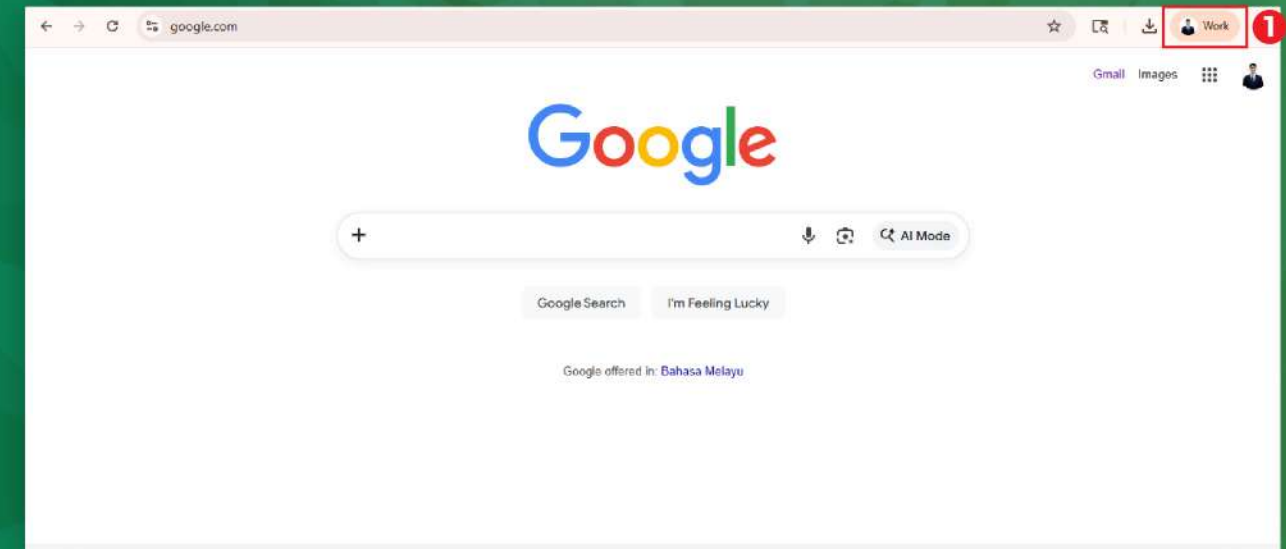 google.com
Work
1
Gmail Images
Google
AI Mode
Google Search I'm Feeling Lucky
Google offered in: Bahasa Melayu